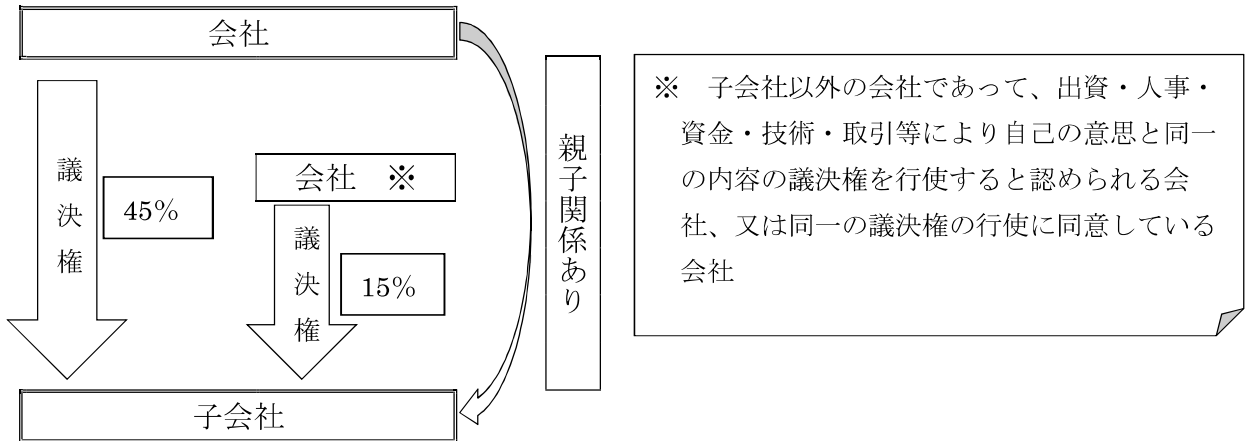 会社
議決権
45%
会社 ※
議決権
15%
子会社
親子関係あり
※ 子会社以外の会社であって、出資・人事・
資金・技術・取引等により自己の意思と同一
の内容の議決権を行使すると認められる会
社、又は同一の議決権の行使に同意している
会社